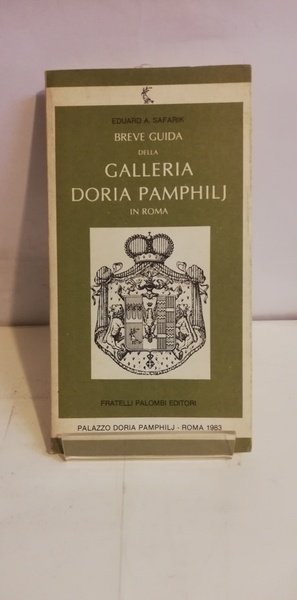 EDUARD A. SAFARIK
BREVE GUIDA
DELLA
GALLERIA
DORIA PAMPHILJ
IN ROMA
FRATELLI PALOMBI EDITORI
PALAZZO DORIA PAMPHILJ - ROMA 1983